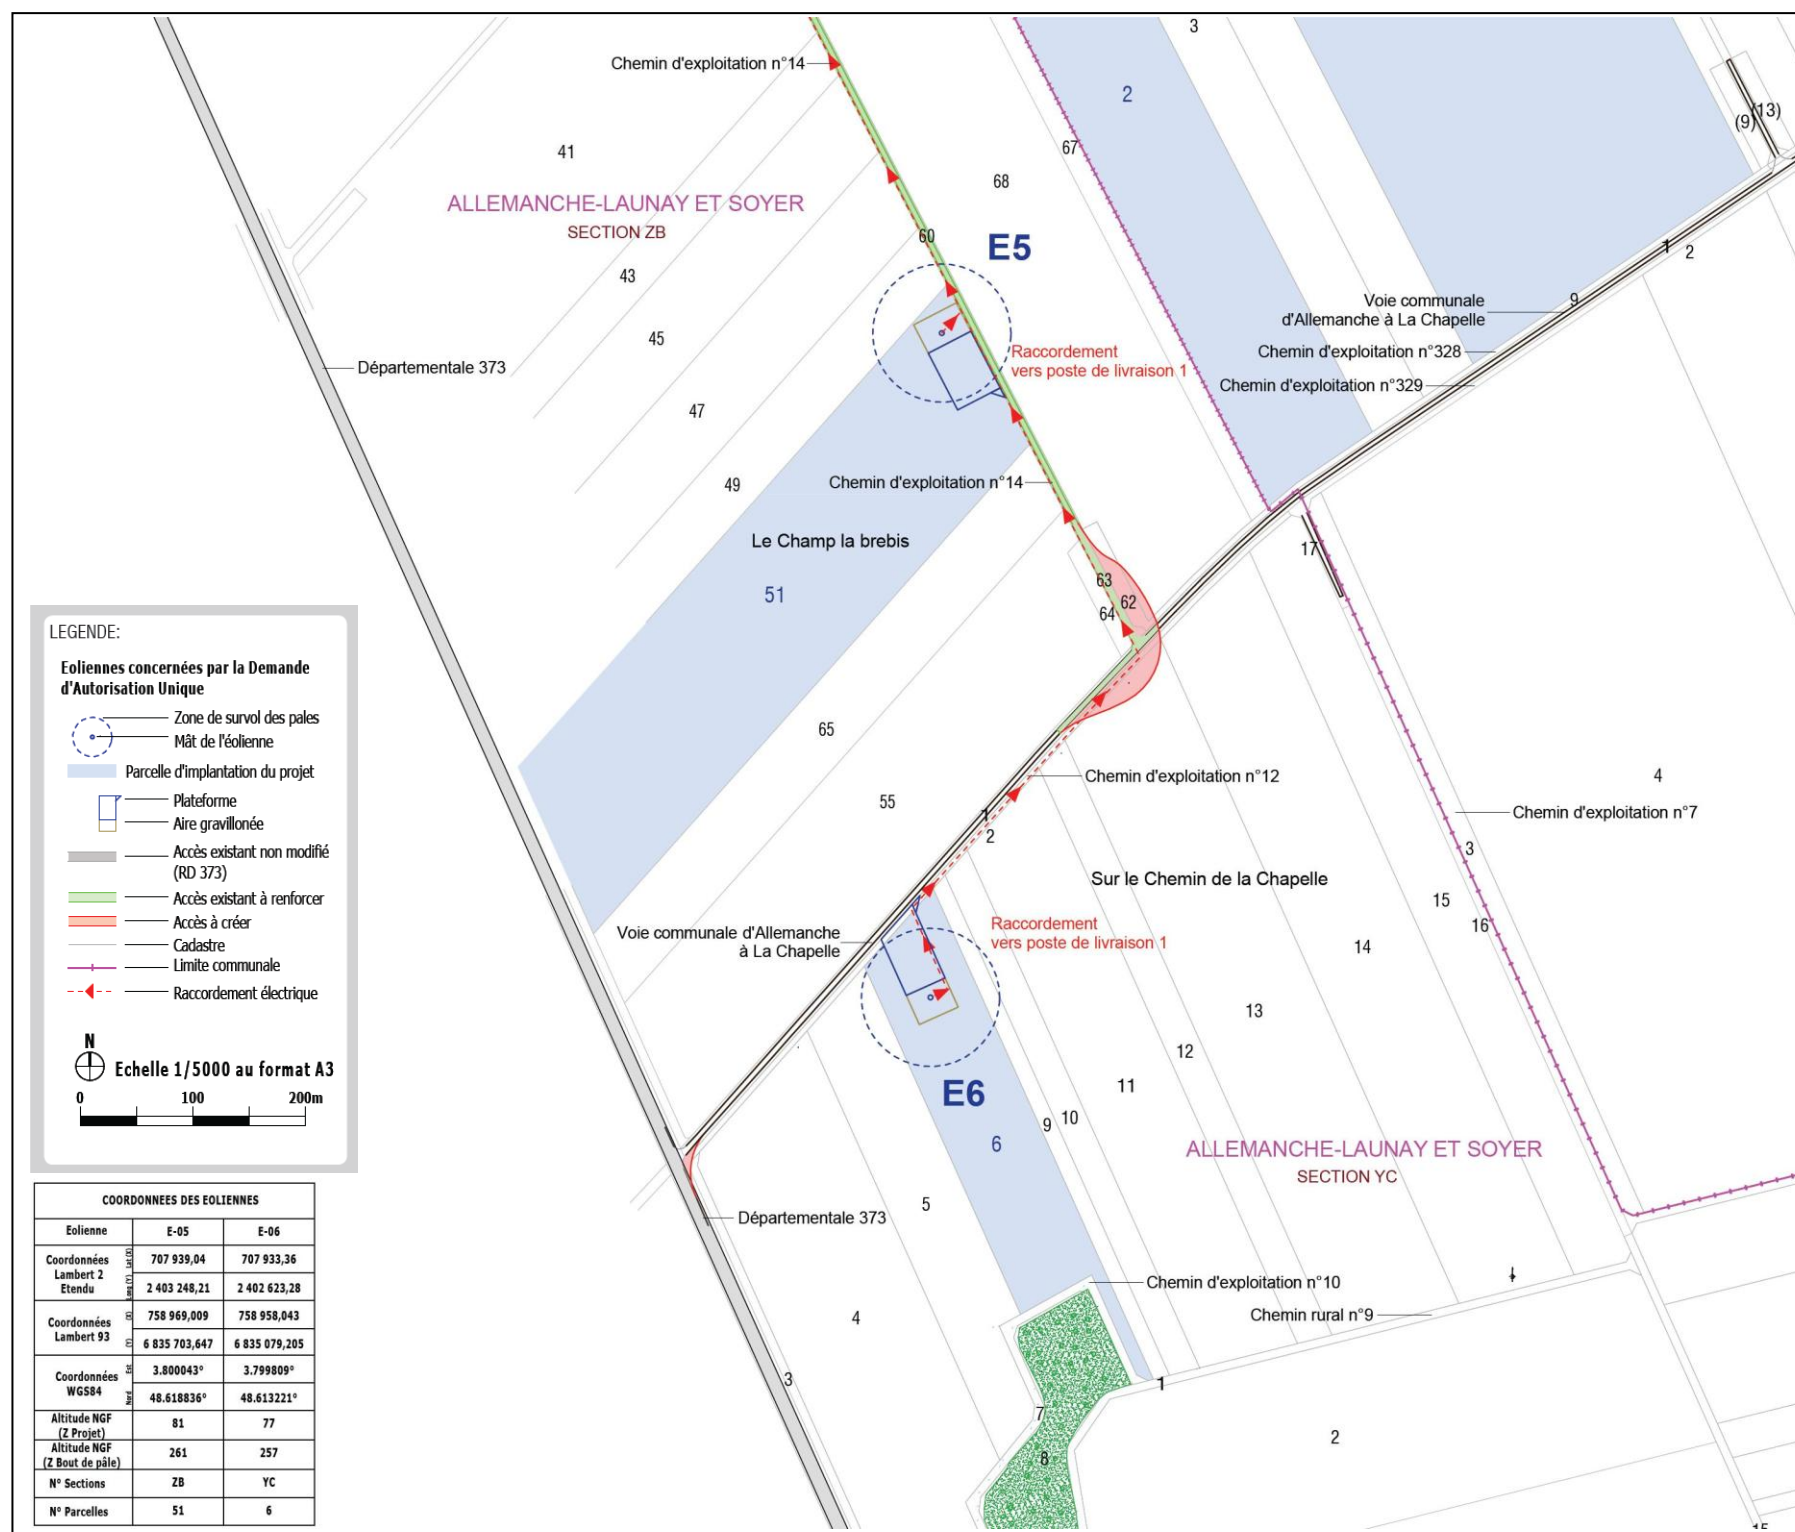 3
Chemin d'exploitation n°14
2
(13)
(9)
67
41
68
ALLEMANCHE-LAUNAY ET SOYER
SECTION ZB
60
E5
1
2
43
9
Voie communale
d'Allemanche à La Chapelle
45
Raccordement
vers poste de livraison 1
Chemin d'exploitation n°328
Départementale 373
Chemin d'exploitation n°329
47
49
Chemin d'exploitation n°14
Le Champ la brebis
17
51
63
62
64
65
55
Chemin d'exploitation n°12
4
1
2
Chemin d'exploitation n°7
3
Sur le Chemin de la Chapelle
15
16
Voie communale d'Allemanche
à La Chapelle
Raccordement
vers poste de livraison 1
14
13
12
11
E6
10
9
6
ALLEMANCHE-LAUNAY ET SOYER
SECTION YC
5
Départementale 373
Chemin d'exploitation n°10
Chemin rural n°9
4
3
1
7
8
2
15
LEGENDE:
Eoliennes concernées par la Demande
d'Autorisation Unique
Zone de survol des pales
Mât de l'éolienne
Parcelle d'implantation du projet
Plateforme
Aire gravillonée
Accès existant non modifié
(RD 373)
Accès existant à renforcer
Accès à créer
Cadastre
Limite communale
Raccordement électrique
N
Echelle 1/5000 au format A3
0 100 200m
COORDONNEES DES EOLIENNES
Eolienne E-05 E-06
Coordonnées
Lambert 2
Etendu
Lat (X) 707 939,04 707 933,36
Long (Y) 2 403 248,21 2 402 623,28
Coordonnées
Lambert 93
(X) 758 969,009 758 958,043
(Y) 6 835 703,647 6 835 079,205
Coordonnées
WGS84
Est 3.800043° 3.799809°
Nord 48.618836° 48.613221°
Altitude NGF
(Z Projet) 81 77
Altitude NGF
(Z Bout de pâle) 261 257
N° Sections ZB YC
N° Parcelles 51 6